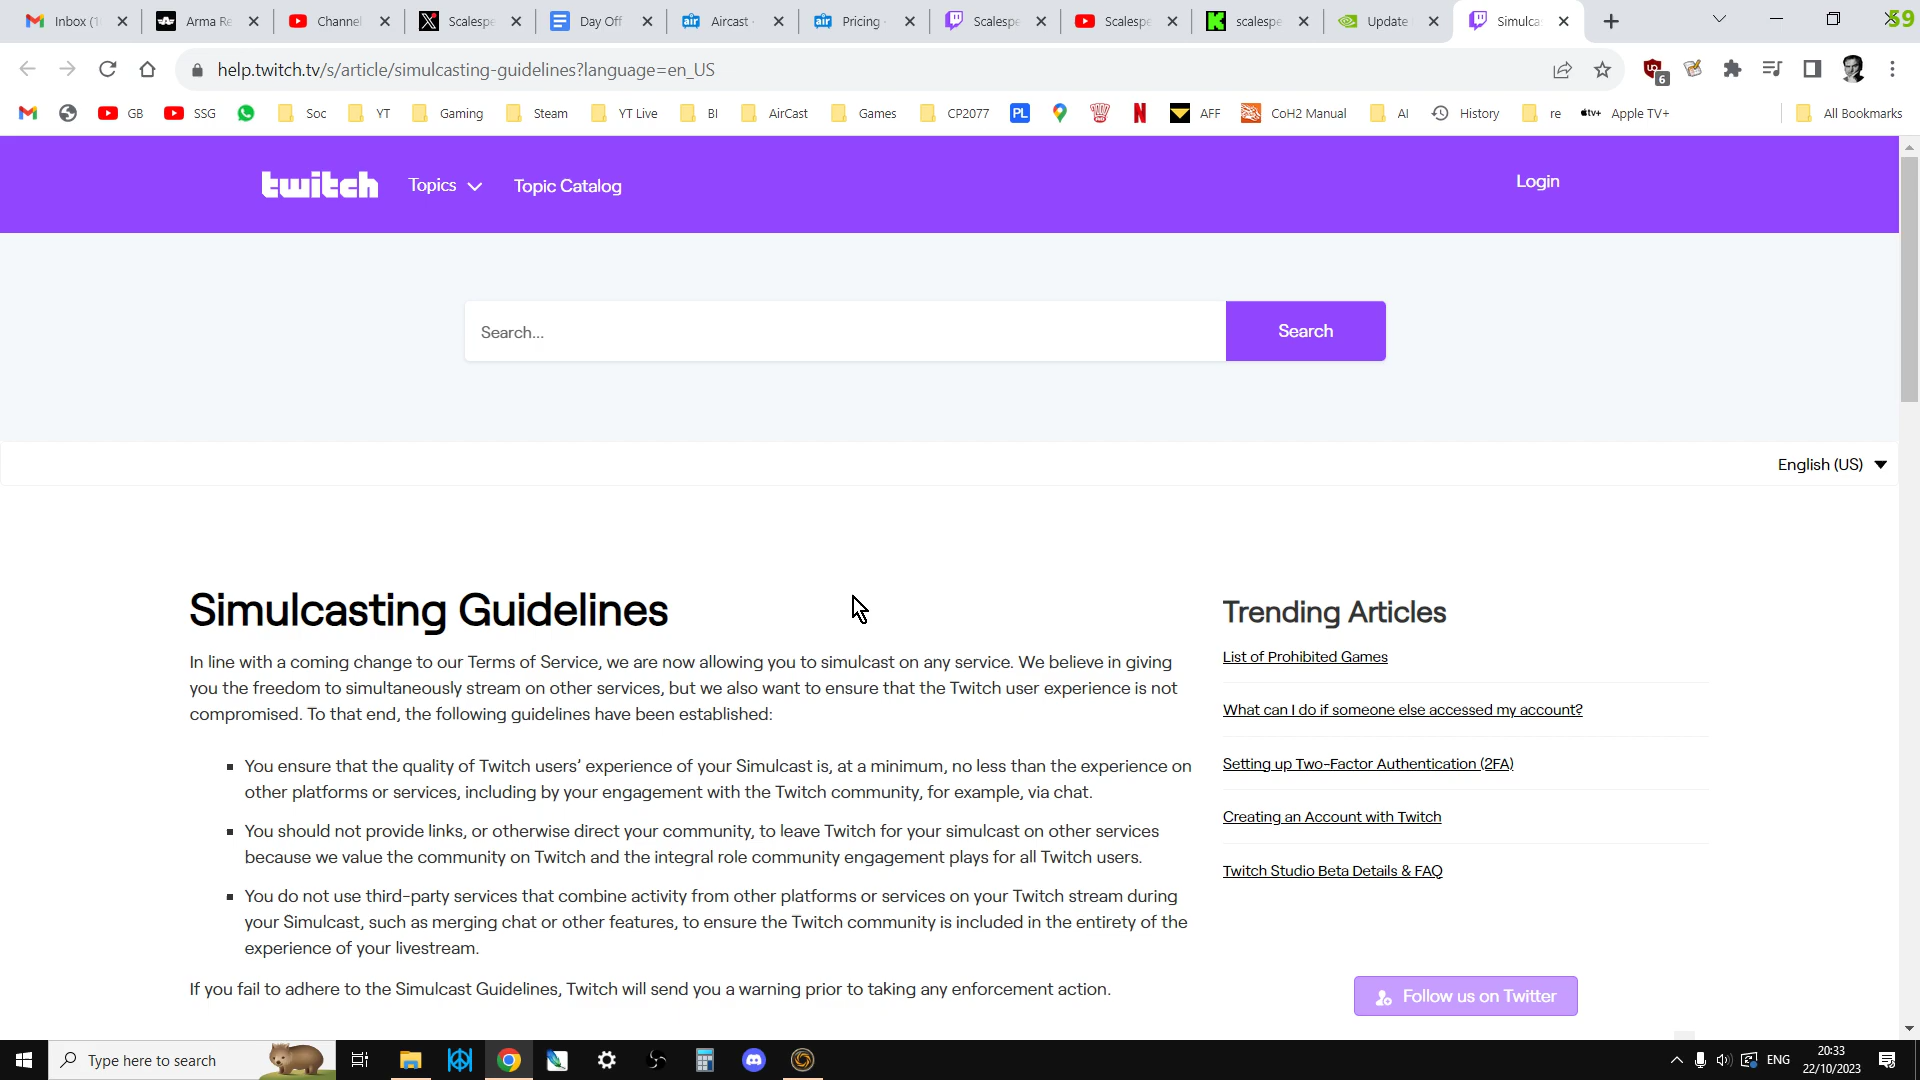 Inbox (1
Arma Re
Channel
Scalespe
Day Off
Aircast -
Pricing -
Scalespe
Scalespe
scalespe
Update
Simulca
59
help.twitch.tv/s/article/simulcasting-guidelines?language=en_US
6
GB
SSG
Soc
YT
Gaming
Steam
YT Live
BI
AirCast
Games
CP2077
PL
AFF
CoH2 Manual
AI
History
re
tv+ Apple TV+
All Bookmarks
twitch
Topics
Topic Catalog
Login
Search...
Search
English (US)
Simulcasting Guidelines
In line with a coming change to our Terms of Service, we are now allowing you to simulcast on any service. We believe in giving
you the freedom to simultaneously stream on other services, but we also want to ensure that the Twitch user experience is not
compromised. To that end, the following guidelines have been established:
You ensure that the quality of Twitch users’ experience of your Simulcast is, at a minimum, no less than the experience on
other platforms or services, including by your engagement with the Twitch community, for example, via chat.
You should not provide links, or otherwise direct your community, to leave Twitch for your simulcast on other services
because we value the community on Twitch and the integral role community engagement plays for all Twitch users.
You do not use third-party services that combine activity from other platforms or services on your Twitch stream during
your Simulcast, such as merging chat or other features, to ensure the Twitch community is included in the entirety of the
experience of your livestream.
If you fail to adhere to the Simulcast Guidelines, Twitch will send you a warning prior to taking any enforcement action.
Trending Articles
List of Prohibited Games
What can I do if someone else accessed my account?
Setting up Two-Factor Authentication (2FA)
Creating an Account with Twitch
Twitch Studio Beta Details & FAQ
Follow us on Twitter
Type here to search
ENG
20:33
22/10/2023